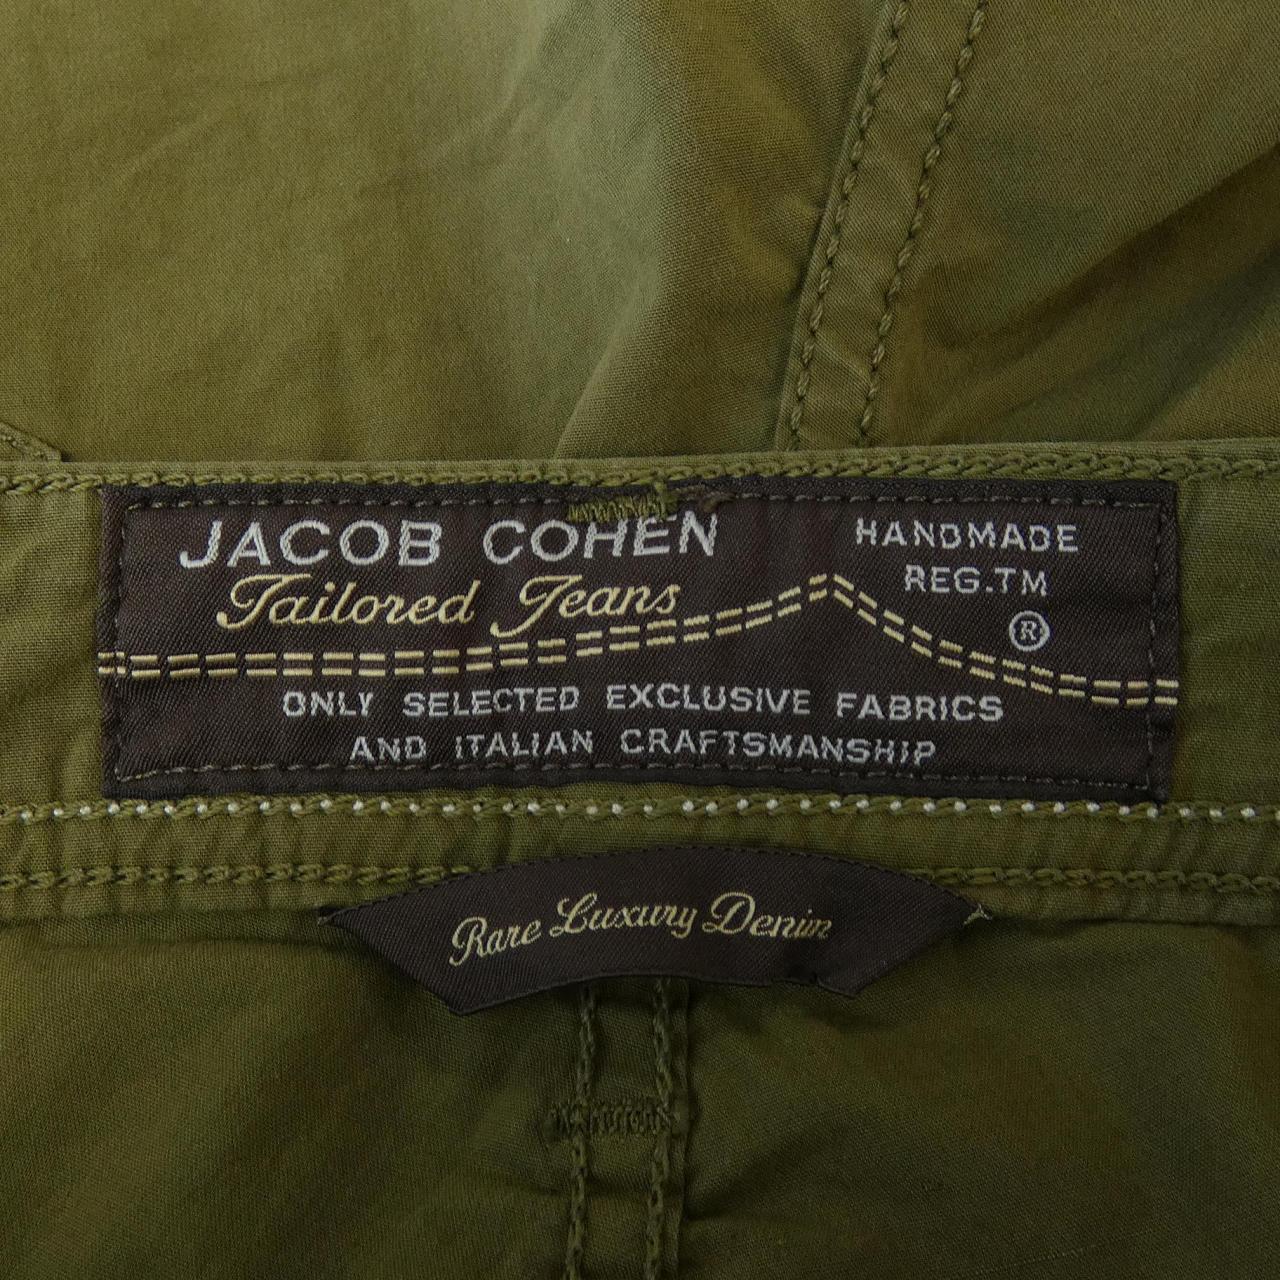 JACOB COHEN
Tailored Jeans
HANDMADE
REG.TM
®
ONLY SELECTED EXCLUSIVE FABRICS
AND ITALIAN CRAFTSMANSHIP
Rare Luxury Denim